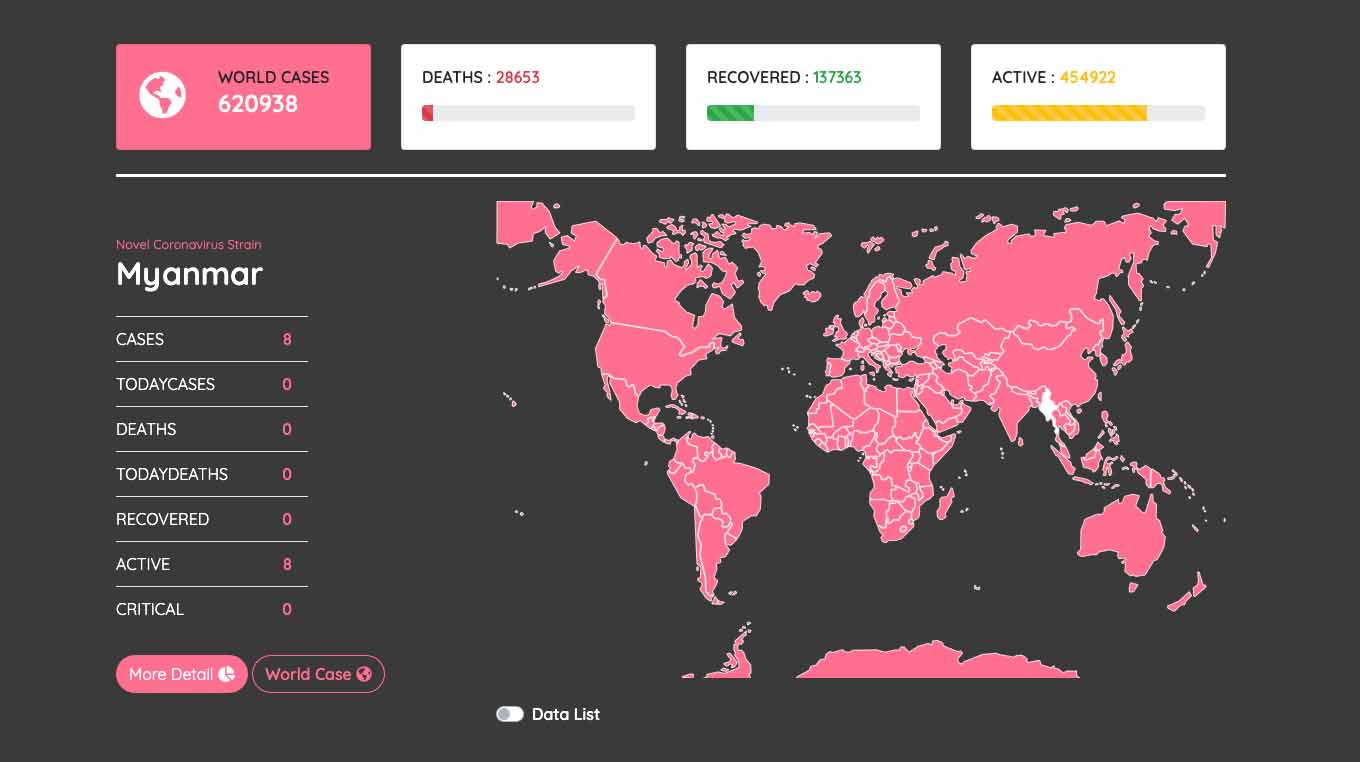 WORLD CASES
620938
DEATHS : 28653
RECOVERED : 137363
ACTIVE : 454922
Novel Coronavirus Strain
Myanmar
CASES 8
TODAYCASES 0
DEATHS 0
TODAYDEATHS 0
RECOVERED 0
ACTIVE 8
CRITICAL 0
More Detail
World Case
Data List